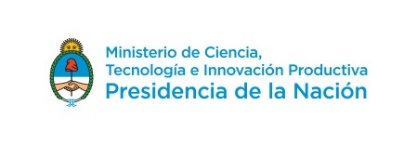 Ministerio de Ciencia,
Tecnología e Innovación Productiva
Presidencia de la Nación